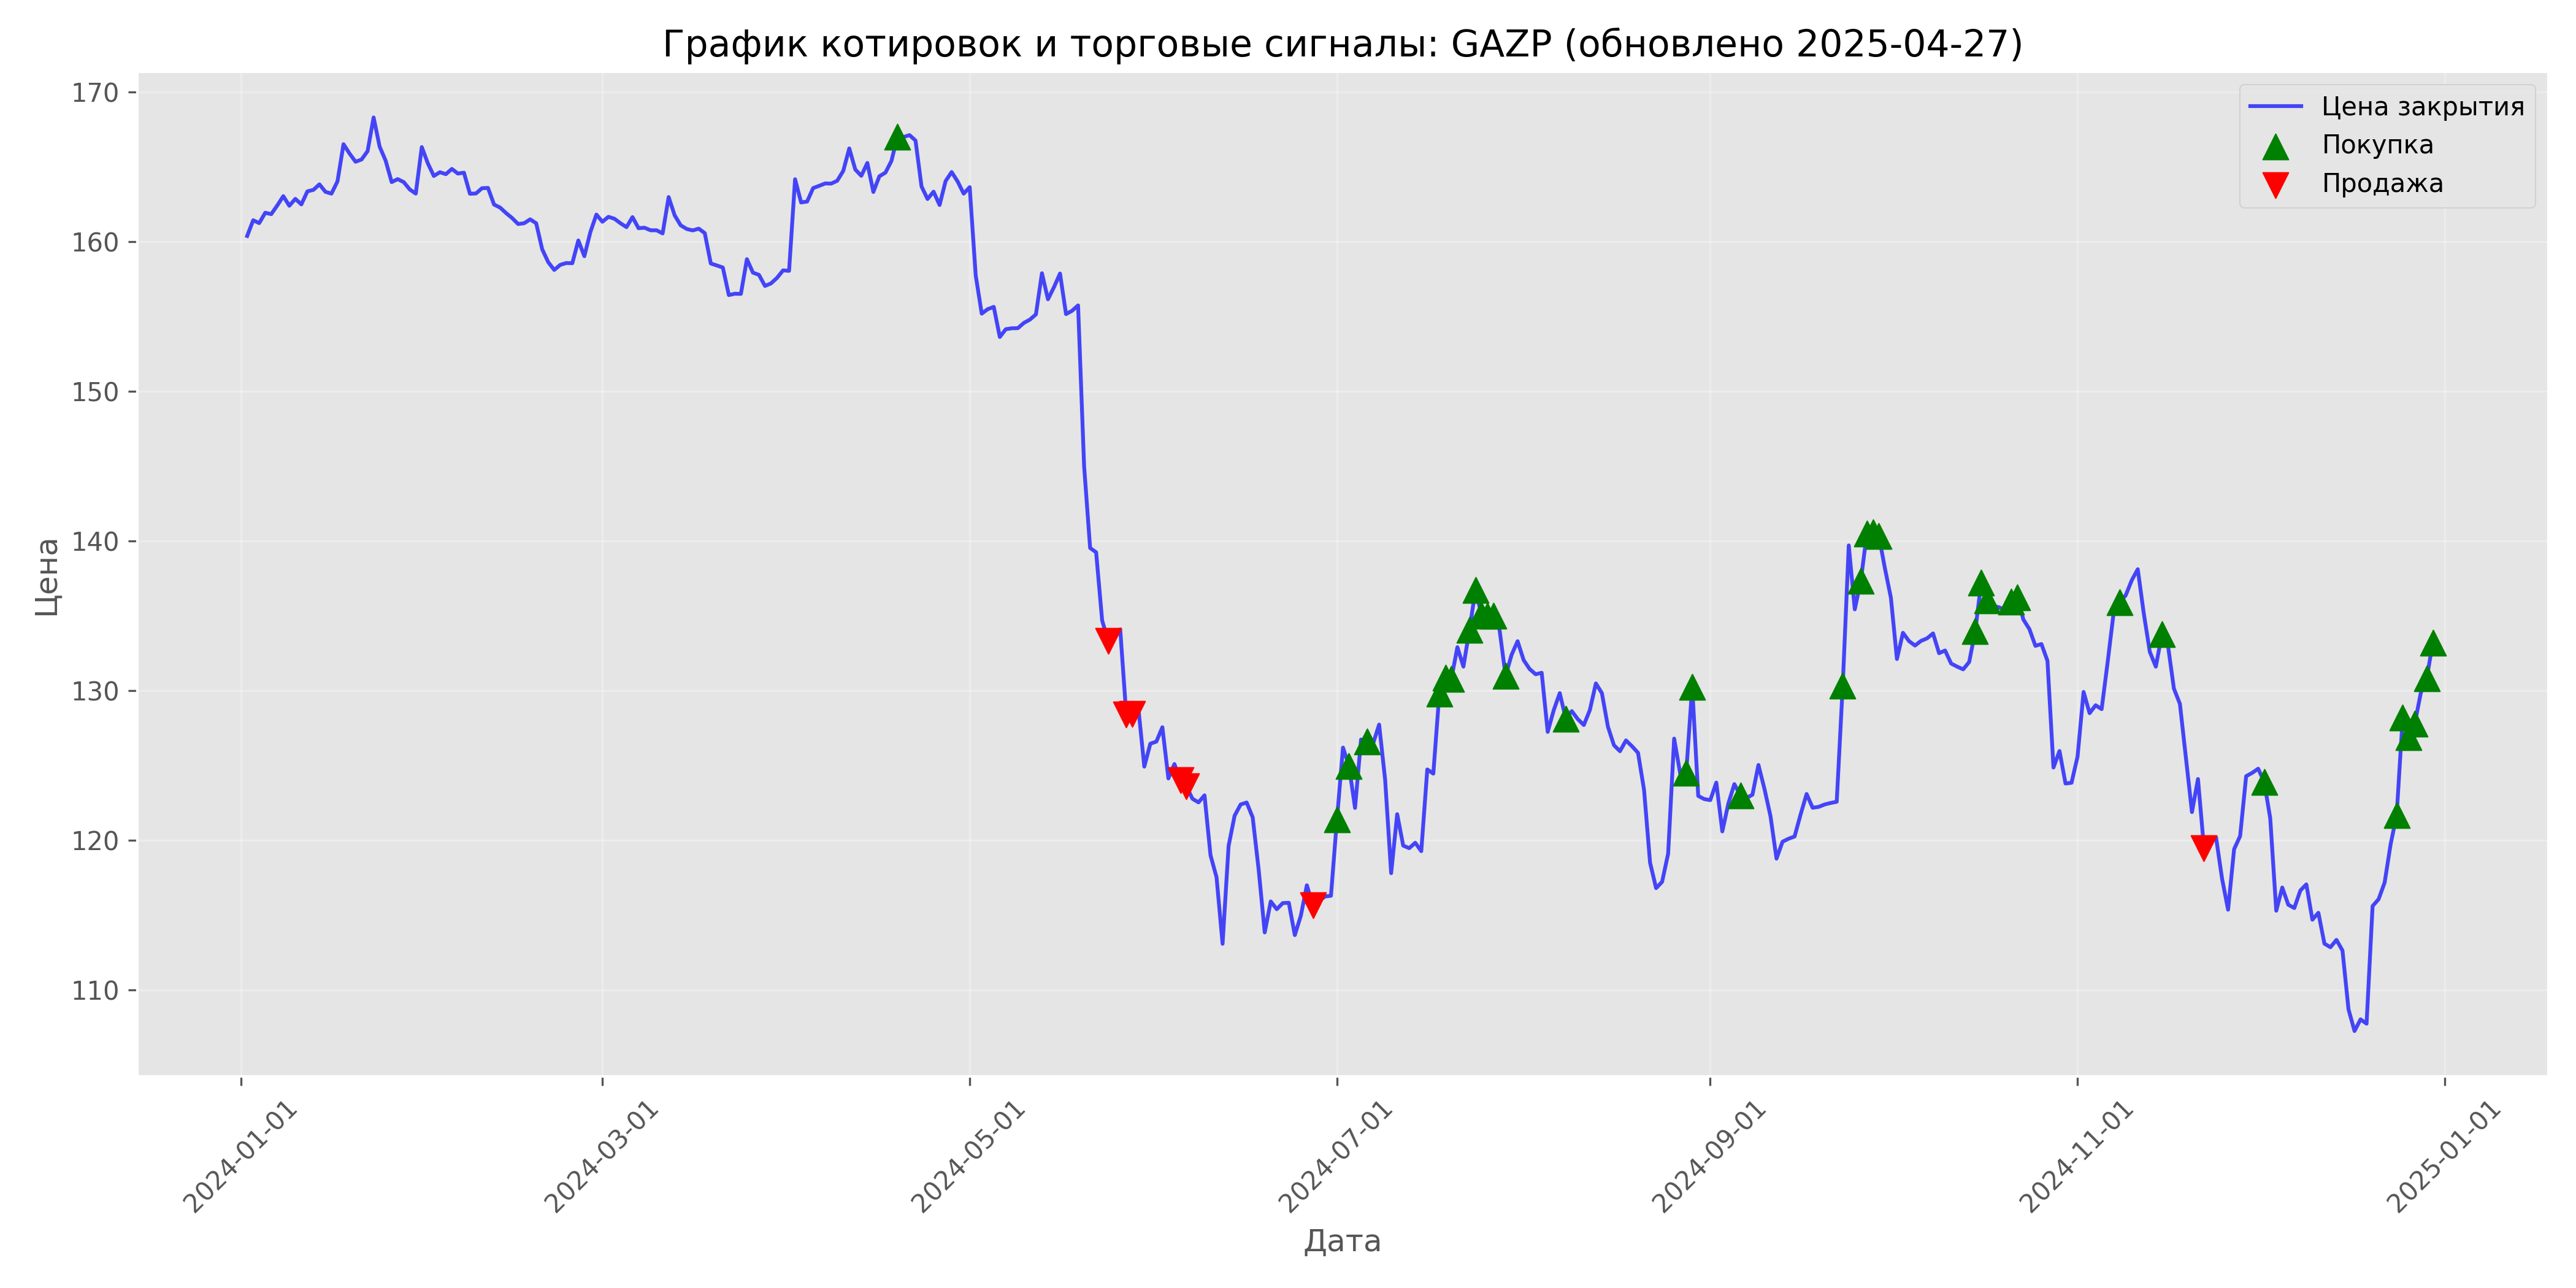 График котировок и торговые сигналы: GAZP (обновлено 2025-04-27)
Цена закрытия
Покупка
Продажа
Цена
170
160
150
140
130
120
110
2024-01-01
2024-03-01
2024-05-01
2024-07-01
2024-09-01
2024-11-01
2025-01-01
Дата